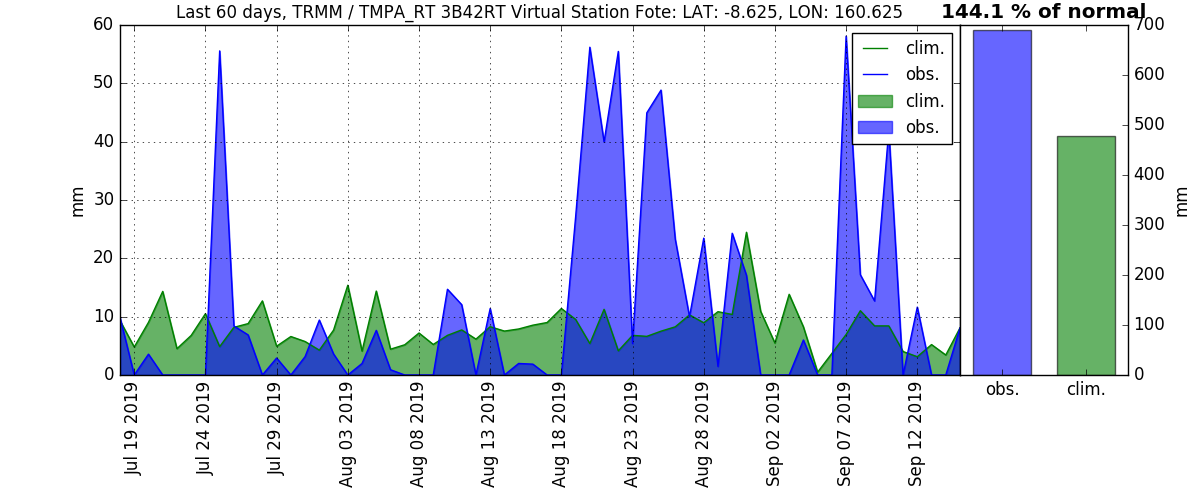 Last 60 days, TRMM / TMPA_RT 3B42RT Virtual Station Fote: LAT: -8.625, LON: 160.625
144.1 % of normal
60
50
40
30
20
10
0
mm
clim.
obs.
clim.
obs.
Jul 19 2019
Jul 24 2019
Jul 29 2019
Aug 03 2019
Aug 08 2019
Aug 13 2019
Aug 18 2019
Aug 23 2019
Aug 28 2019
Sep 02 2019
Sep 07 2019
Sep 12 2019
700
600
500
400
300
200
100
0
mm
obs.
clim.